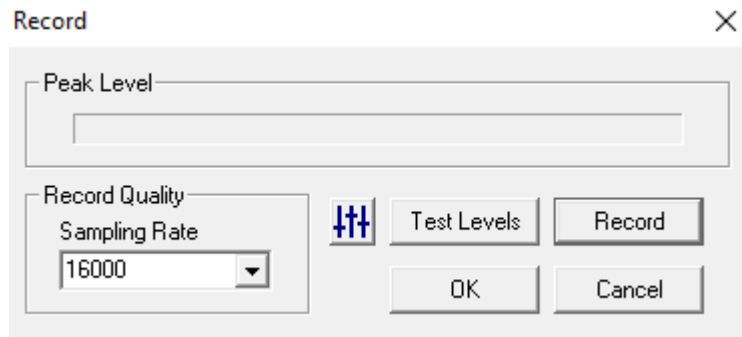 Record
Peak Level
Record Quality
Sampling Rate
16000
Test Levels
Record
OK
Cancel